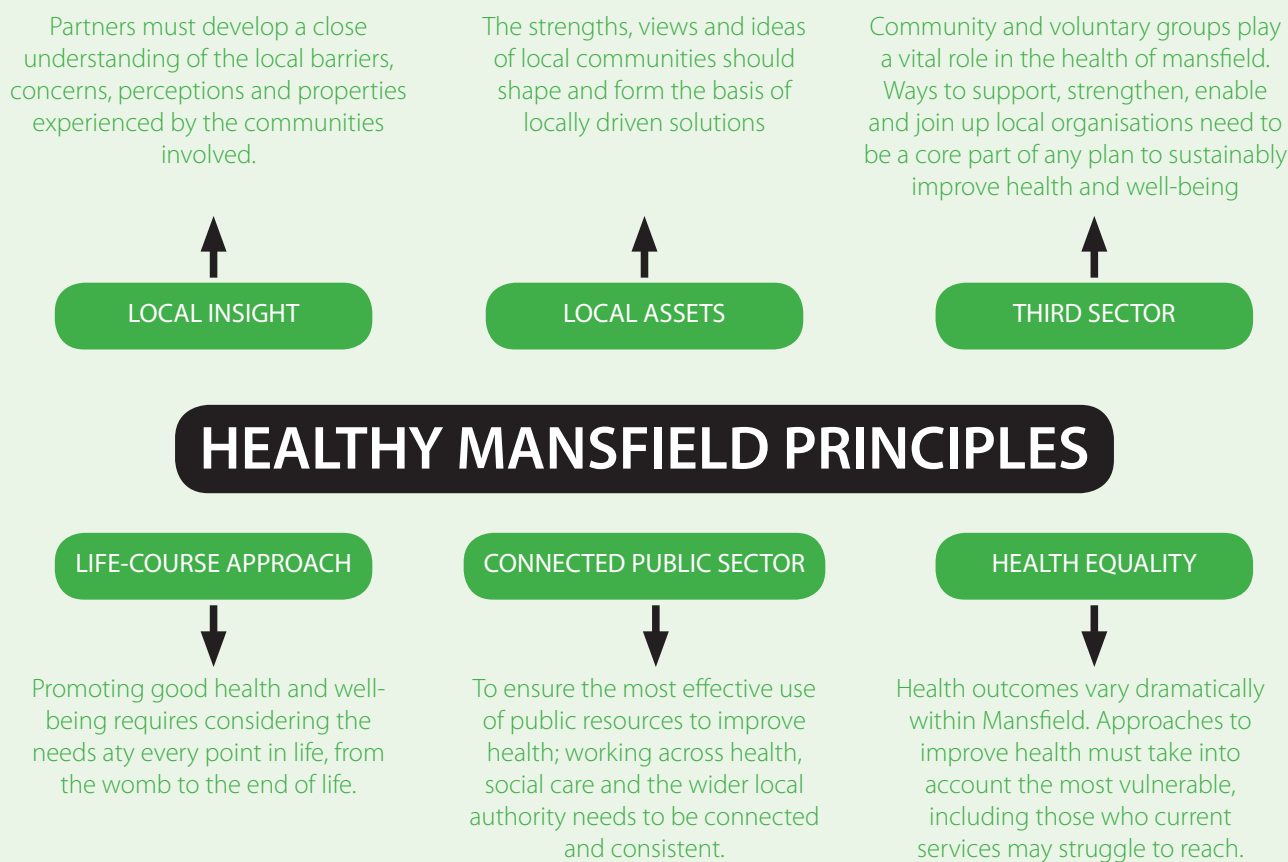 Partners must develop a close
understanding of the local barriers,
concerns, perceptions and properties
experienced by the communities
involved.
The strengths, views and ideas
of local communities should
shape and form the basis of
locally driven solutions
Community and voluntary groups play
a vital role in the health of mansfield.
Ways to support, strengthen, enable
and join up local organisations need to
be a core part of any plan to sustainably
improve health and well-being
LOCAL INSIGHT
LOCAL ASSETS
THIRD SECTOR
HEALTHY MANSFIELD PRINCIPLES
LIFE-COURSE APPROACH
CONNECTED PUBLIC SECTOR
HEALTH EQUALITY
Promoting good health and well-
being requires considering the
needs aty every point in life, from
the womb to the end of life.
To ensure the most effective use
of public resources to improve
health; working across health,
social care and the wider local
authority needs to be connected
and consistent.
Health outcomes vary dramatically
within Mansfield. Approaches to
improve health must take into
account the most vulnerable,
including those who current
services may struggle to reach.